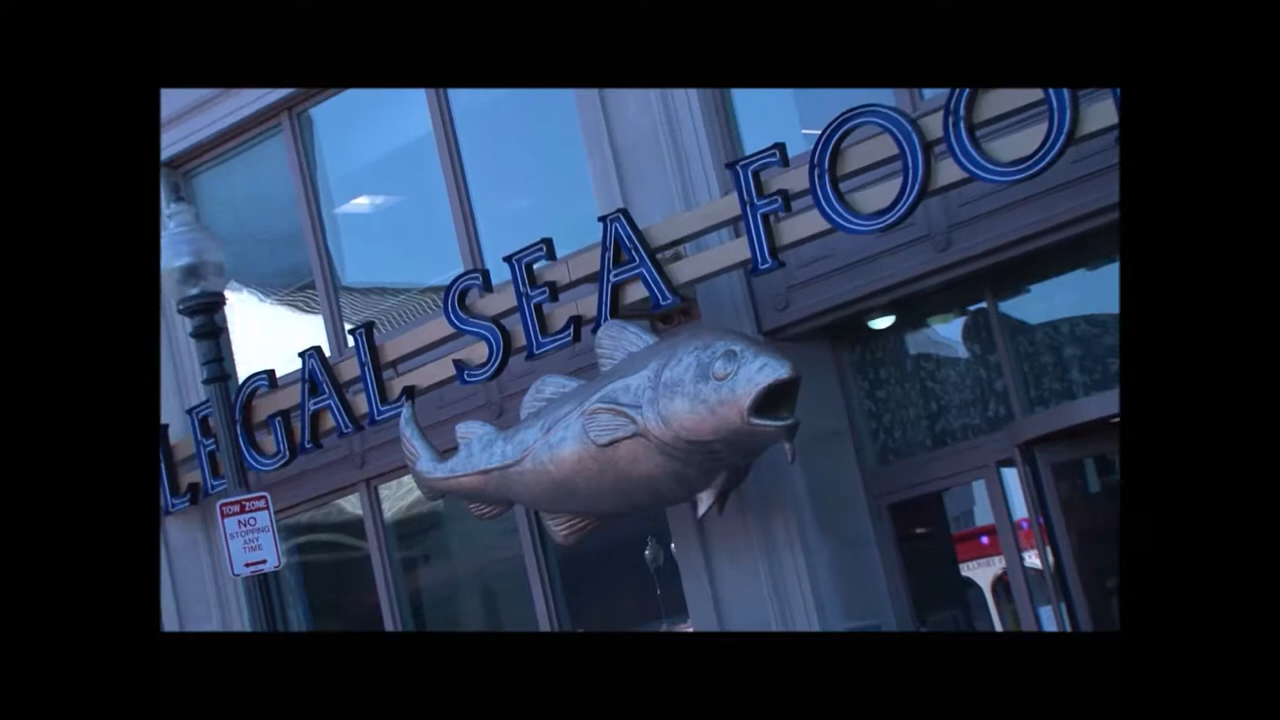 LEGAL SEA FOO
TOW ZONE
NO
STOPPING
ANY
TIME